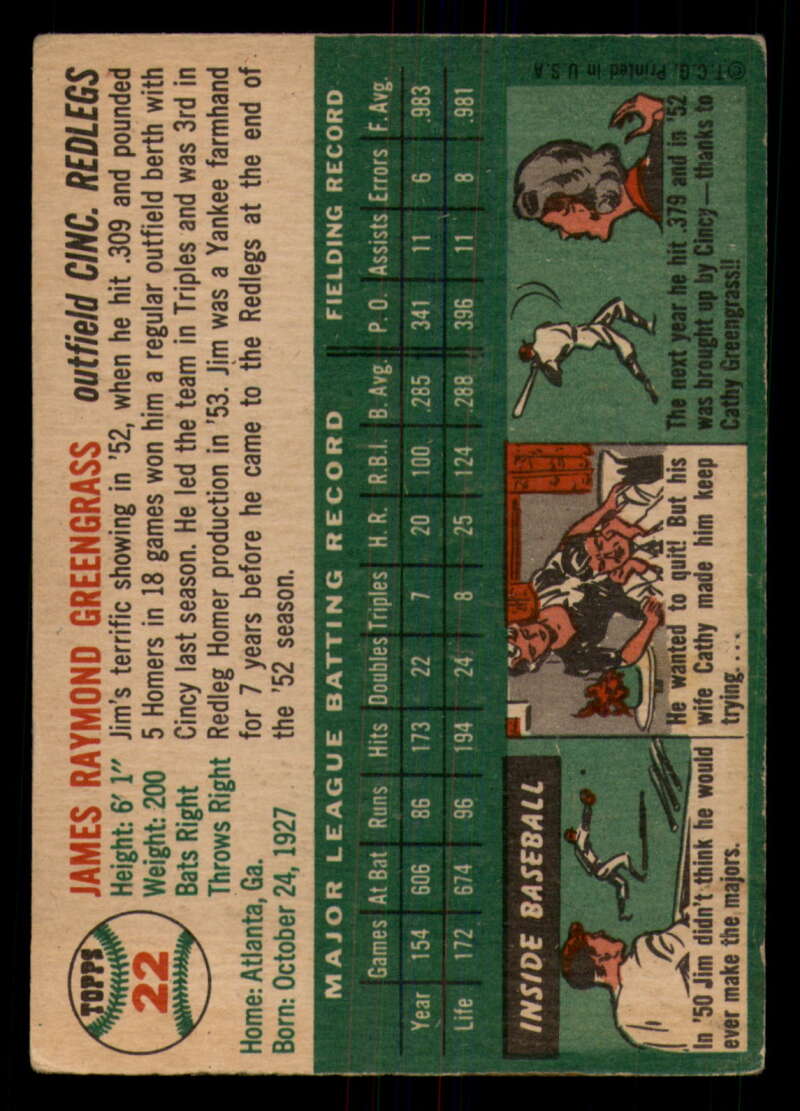 TOPPS
22
JAMES RAYMOND GREENGRASS outfield CINC. REDLEGS
Height: 6' 1"
Weight: 200
Bats Right
Throws Right
Home: Atlanta, Ga.
Born: October 24, 1927
Jim's terrific showing in '52, when he hit .309 and pounded
5 Homers in 18 games won him a regular outfield berth with
Cincy last season. He led the team in Triples and was 3rd in
Redleg Homer production in '53. Jim was a Yankee farmhand
for 7 years before he came to the Redlegs at the end of
the '52 season.
MAJOR LEAGUE BATTING RECORD FIELDING RECORD
Games At Bat Runs Hits Doubles Triples H. R. R.B.I. B. Avg. P. O. Assists Errors F. Avg.
Year 154 606 86 173 22 7 20 100 .285 341 11 6 .983
Life 172 674 96 194 24 8 25 124 .288 396 11 8 .981
INSIDE BASEBALL
In '50 Jim didn't think he would
ever make the majors.
He wanted to quit! But his
wife Cathy made him keep
trying....
The next year he hit .379 and in '52
was brought up by Cincy—thanks to
Cathy Greengrass!!
©T.C.G. Printed in U.S.A